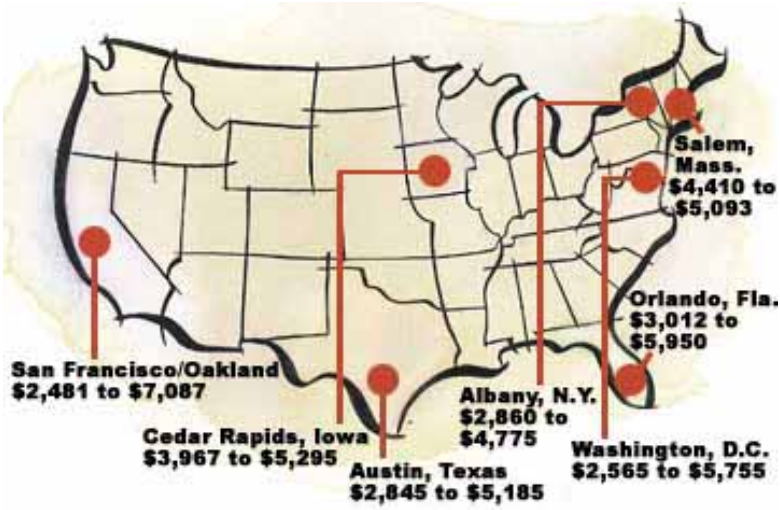 Salem,
Mass.
$4,410 to
$5,093
Orlando, Fla.
$3,012 to
$5,950
San Francisco/Oakland
$2,481 to $7,087
Albany, N.Y.
$2,860 to
$4,775
Cedar Rapids, Iowa
$3,967 to $5,295
Washington, D.C.
$2,565 to $5,755
Austin, Texas
$2,845 to $5,185